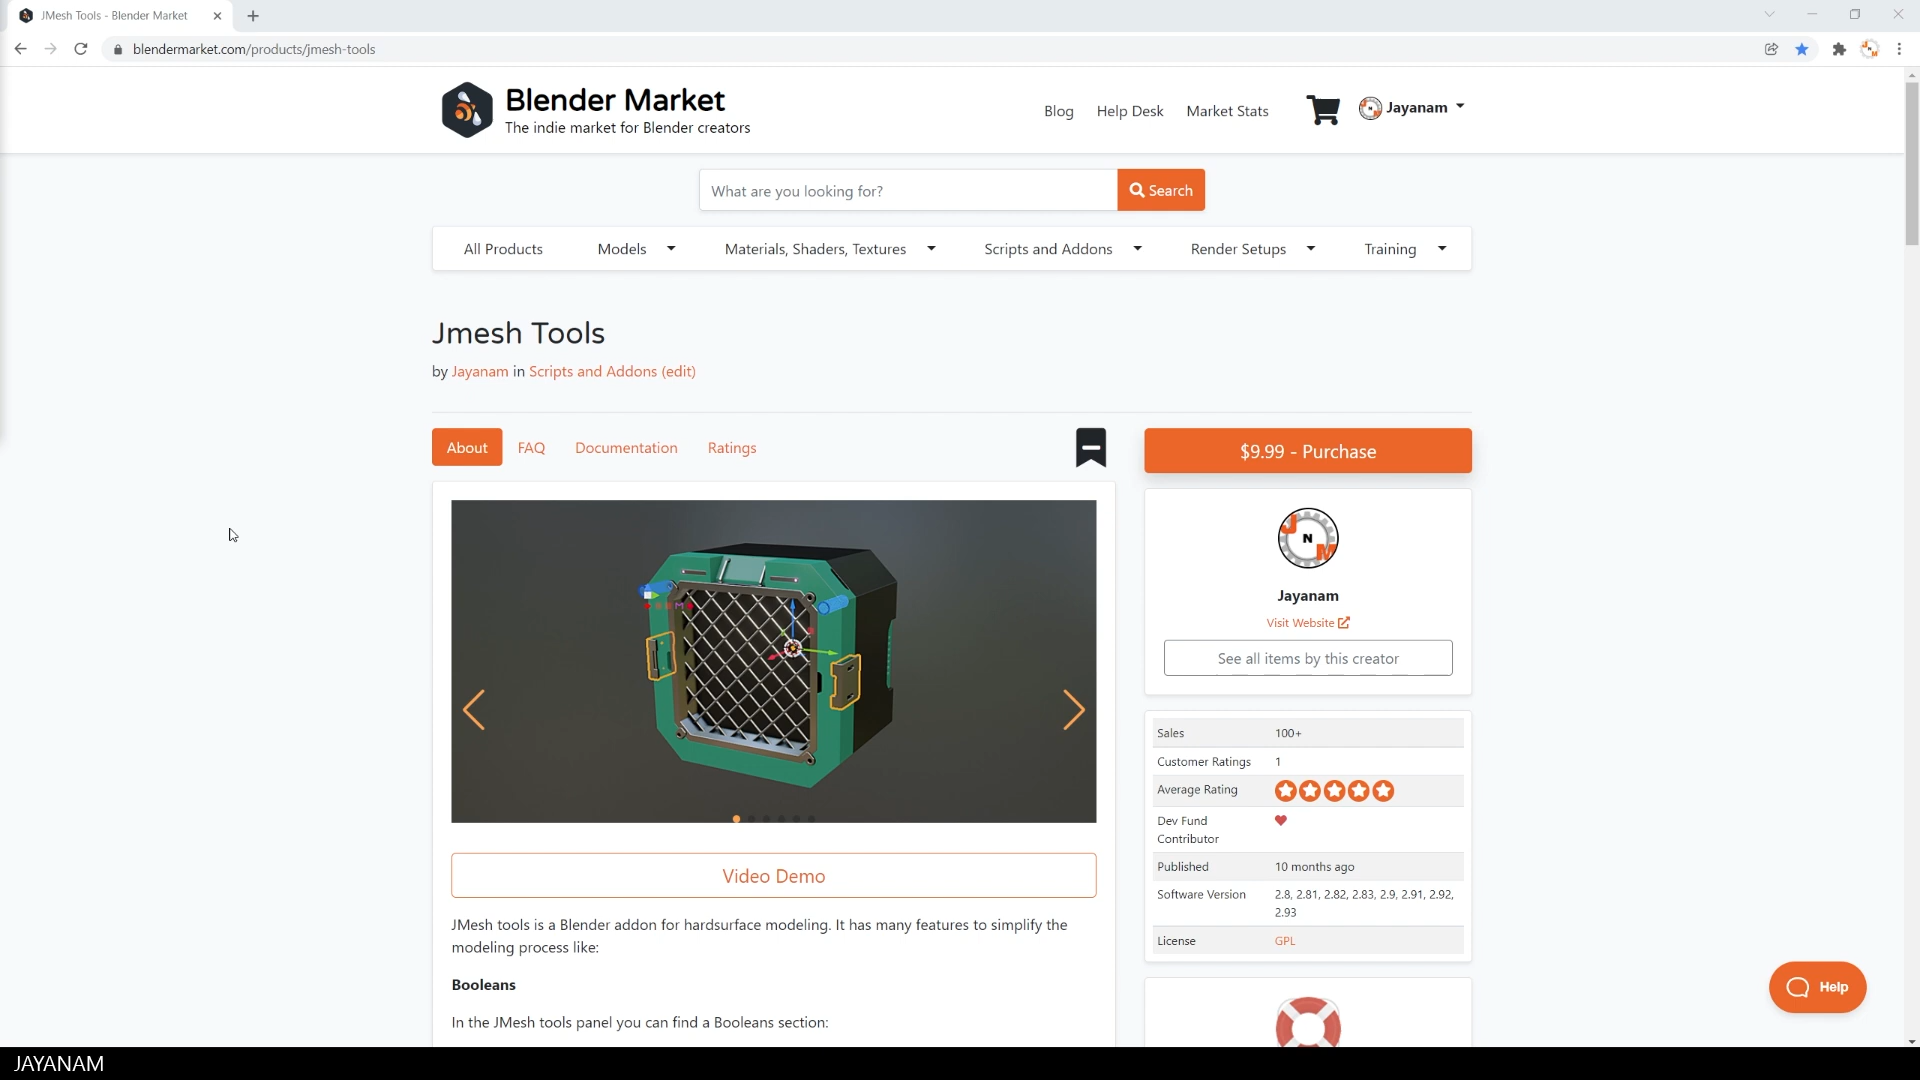 JMesh Tools - Blender Market
blendermarket.com/products/jmesh-tools
Blender Market
The indie market for Blender creators
Blog Help Desk Market Stats Jayanam
What are you looking for? Search
All Products Models Materials, Shaders, Textures Scripts and Addons Render Setups Training
Jmesh Tools
by Jayanam in Scripts and Addons (edit)
About FAQ Documentation Ratings
$9.99 - Purchase
J N M
Jayanam
Visit Website
See all items by this creator
Video Demo
JMesh tools is a Blender addon for hardsurface modeling. It has many features to simplify the
modeling process like:
Booleans
In the JMesh tools panel you can find a Booleans section:
Sales 100+
Customer Ratings 1
Average Rating
Dev Fund
Contributor
Published 10 months ago
Software Version 2.8, 2.81, 2.82, 2.83, 2.9, 2.91, 2.92,
2.93
License GPL
Help
JAYANAM